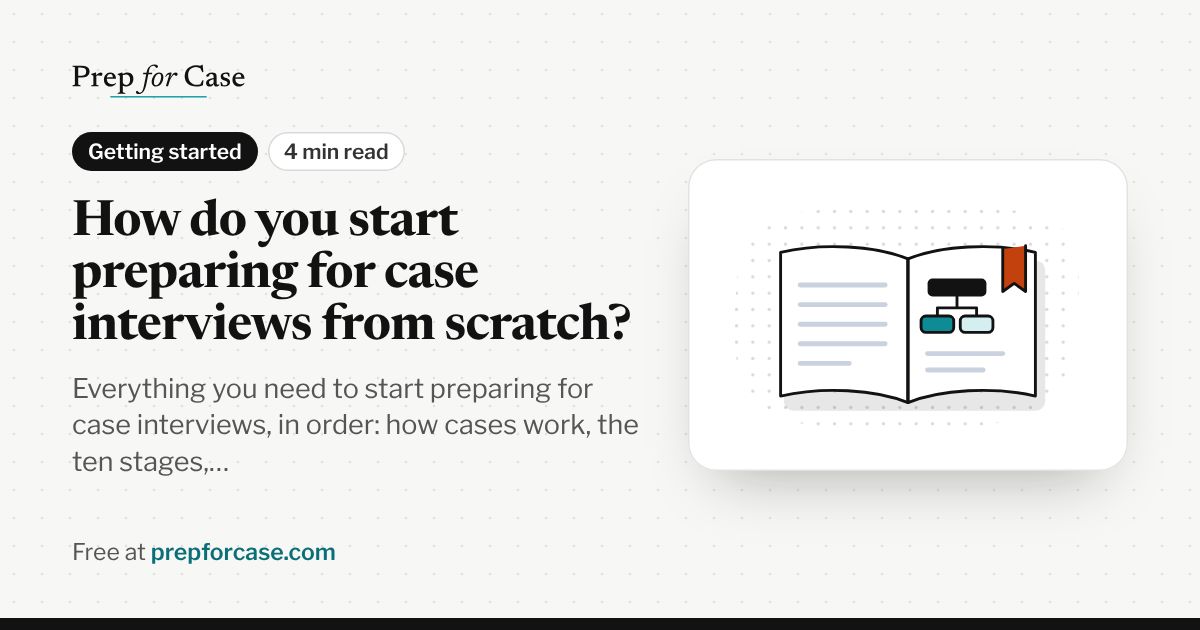 Prep for Case
Getting started
4 min read
How do you start
preparing for case
interviews from scratch?
Everything you need to start preparing for
case interviews, in order: how cases work, the
ten stages,...
Free at prepforcase.com